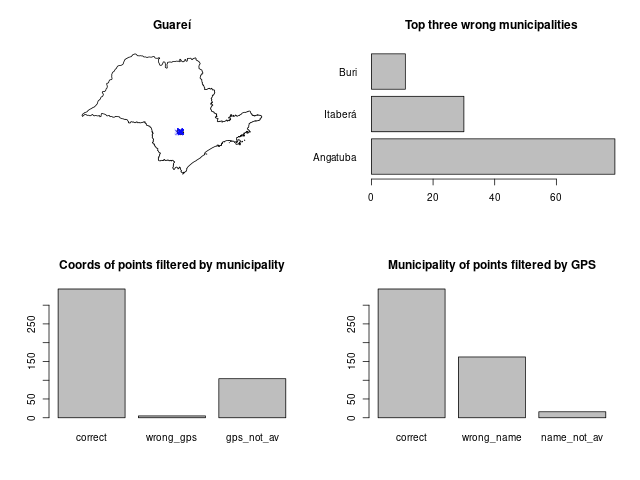 Guareí
Top three wrong municipalities
Buri
Itaberá
Angatuba
0 20 40 60
Coords of points filtered by municipality
250
150
50
0
correct wrong_gps gps_not_av
Municipality of points filtered by GPS
250
150
50
0
correct wrong_name name_not_av